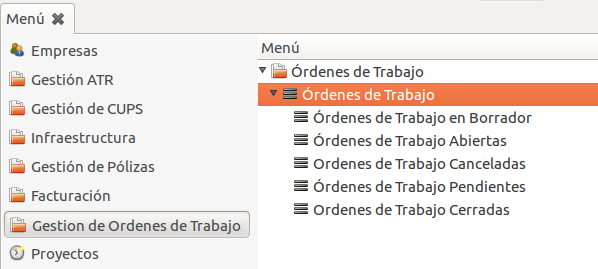 Menú
Empresas
Gestión ATR
Gestión de CUPS
Infraestructura
Gestión de Pólizas
Facturación
Gestion de Ordenes de Trabajo
Proyectos
Menú
Órdenes de Trabajo
Órdenes de Trabajo
Órdenes de Trabajo en Borrador
Órdenes de Trabajo Abiertas
Ordenes de Trabajo Canceladas
Órdenes de Trabajo Pendientes
Ordenes de Trabajo Cerradas